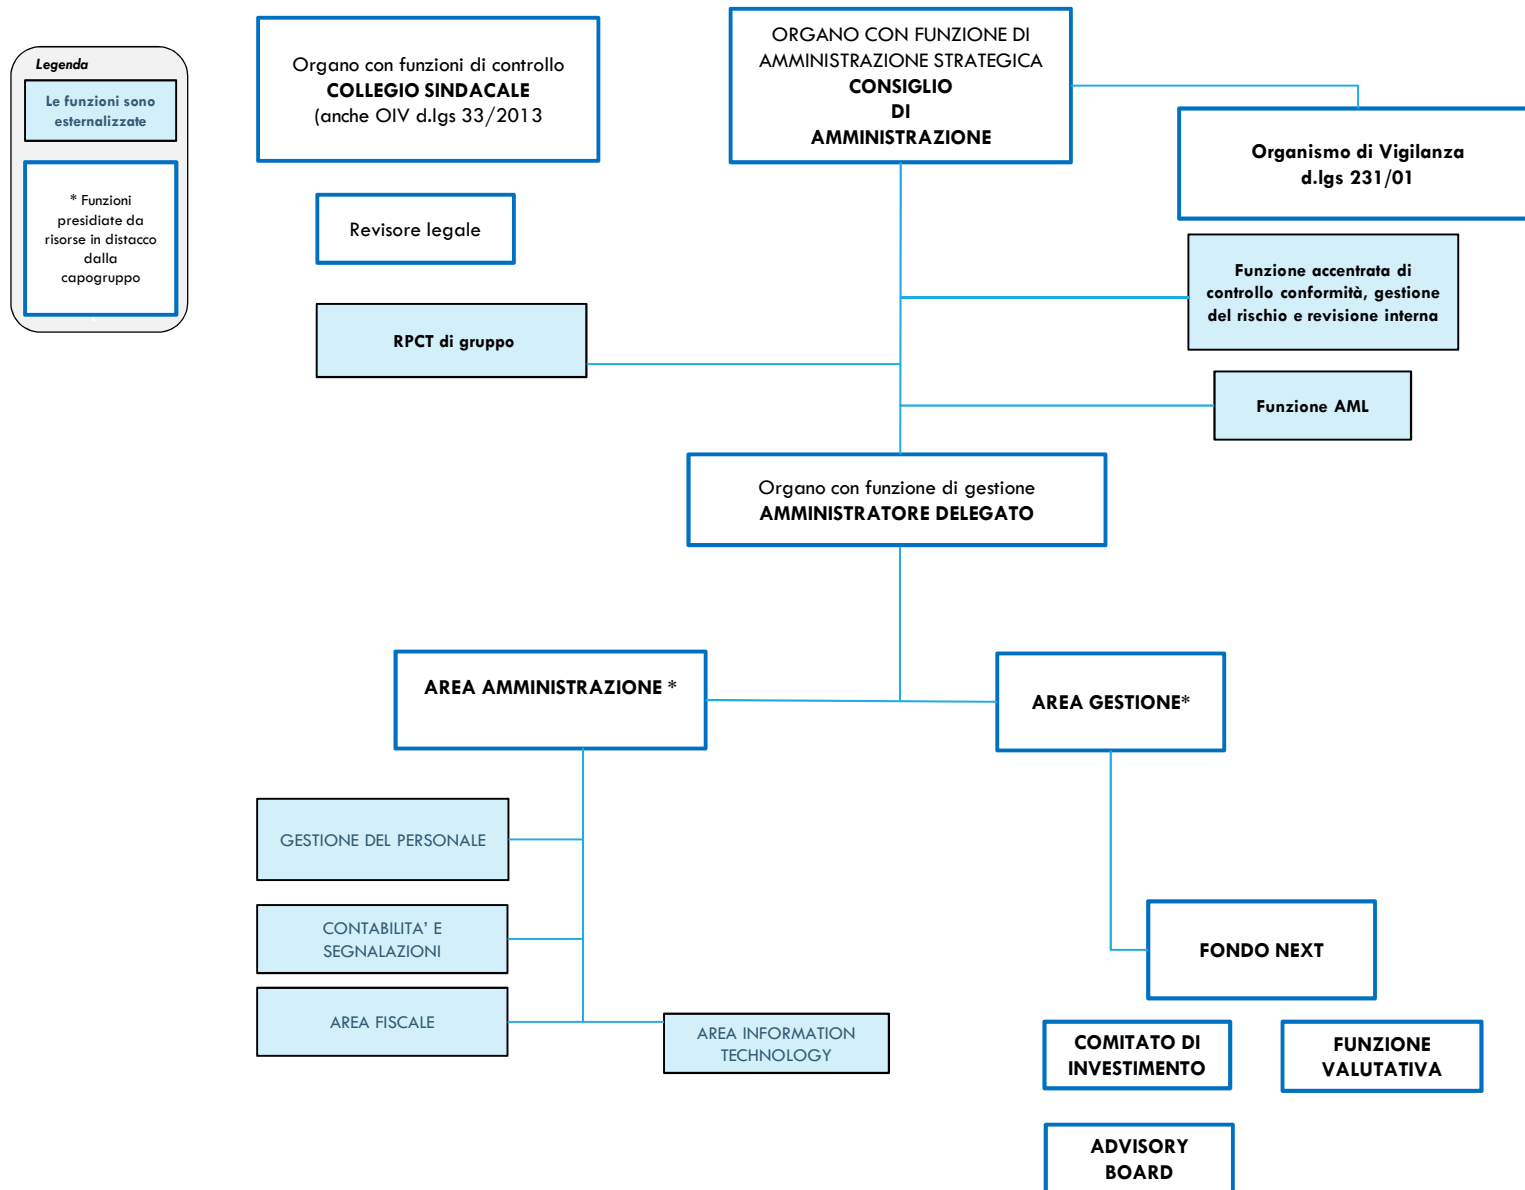 Legenda
Le funzioni sono
esternalizzate
* Funzioni
presidiate da
risorse in distacco
dalla
capogruppo
Organo con funzioni di controllo
COLLEGIO SINDACALE
(anche OIV d.lgs 33/2013
Revisore legale
RPCT di gruppo
ORGANO CON FUNZIONE DI
AMMINISTRAZIONE STRATEGICA
CONSIGLIO
DI
AMMINISTRAZIONE
Organismo di Vigilanza
d.lgs 231/01
Funzione accentrata di
controllo conformità, gestione
del rischio e revisione interna
Funzione AML
Organo con funzione di gestione
AMMINISTRATORE DELEGATO
AREA AMMINISTRAZIONE *
AREA GESTIONE*
GESTIONE DEL PERSONALE
CONTABILITA’ E
SEGNALAZIONI
AREA FISCALE
AREA INFORMATION
TECHNOLOGY
FONDO NEXT
COMITATO DI
INVESTIMENTO
FUNZIONE
VALUTATIVA
ADVISORY
BOARD